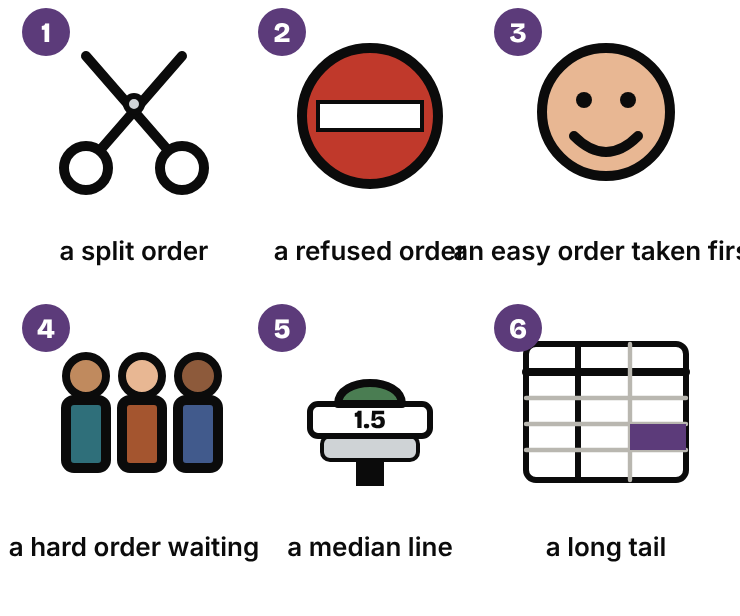 1
2
3
a split order
a refused order
an easy order taken firs
4
5
6
1.5
a hard order waiting
a median line
a long tail